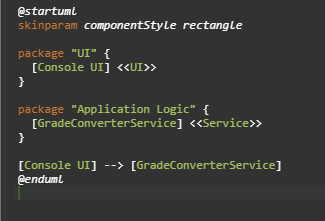 @startuml
skinparam componentStyle rectangle
package "UI" {
[Console UI] <<UI>>
}
package "Application Logic" {
[GradeConverterService] <<Service>>
}
[Console UI] --> [GradeConverterService]
@enduml